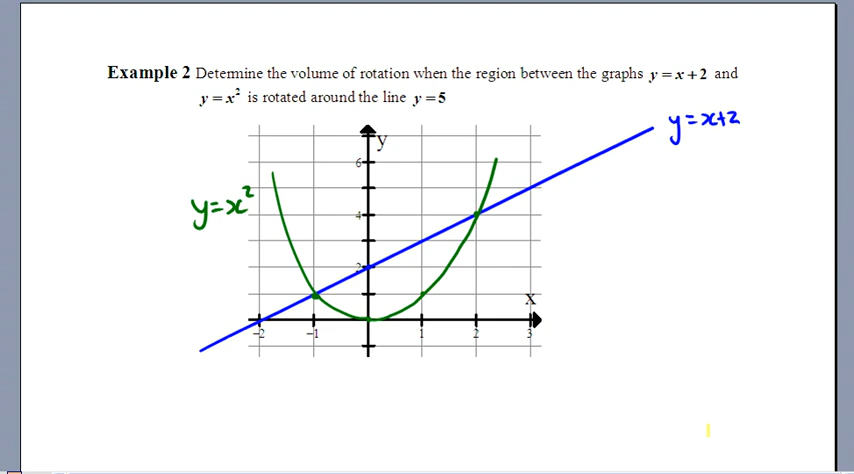 Example 2 Determine the volume of rotation when the region between the graphs y = x + 2 and
y = x² is rotated around the line y = 5
y = x+2
y
6
y = x²
4
2
x
-2 -1 1 2 3